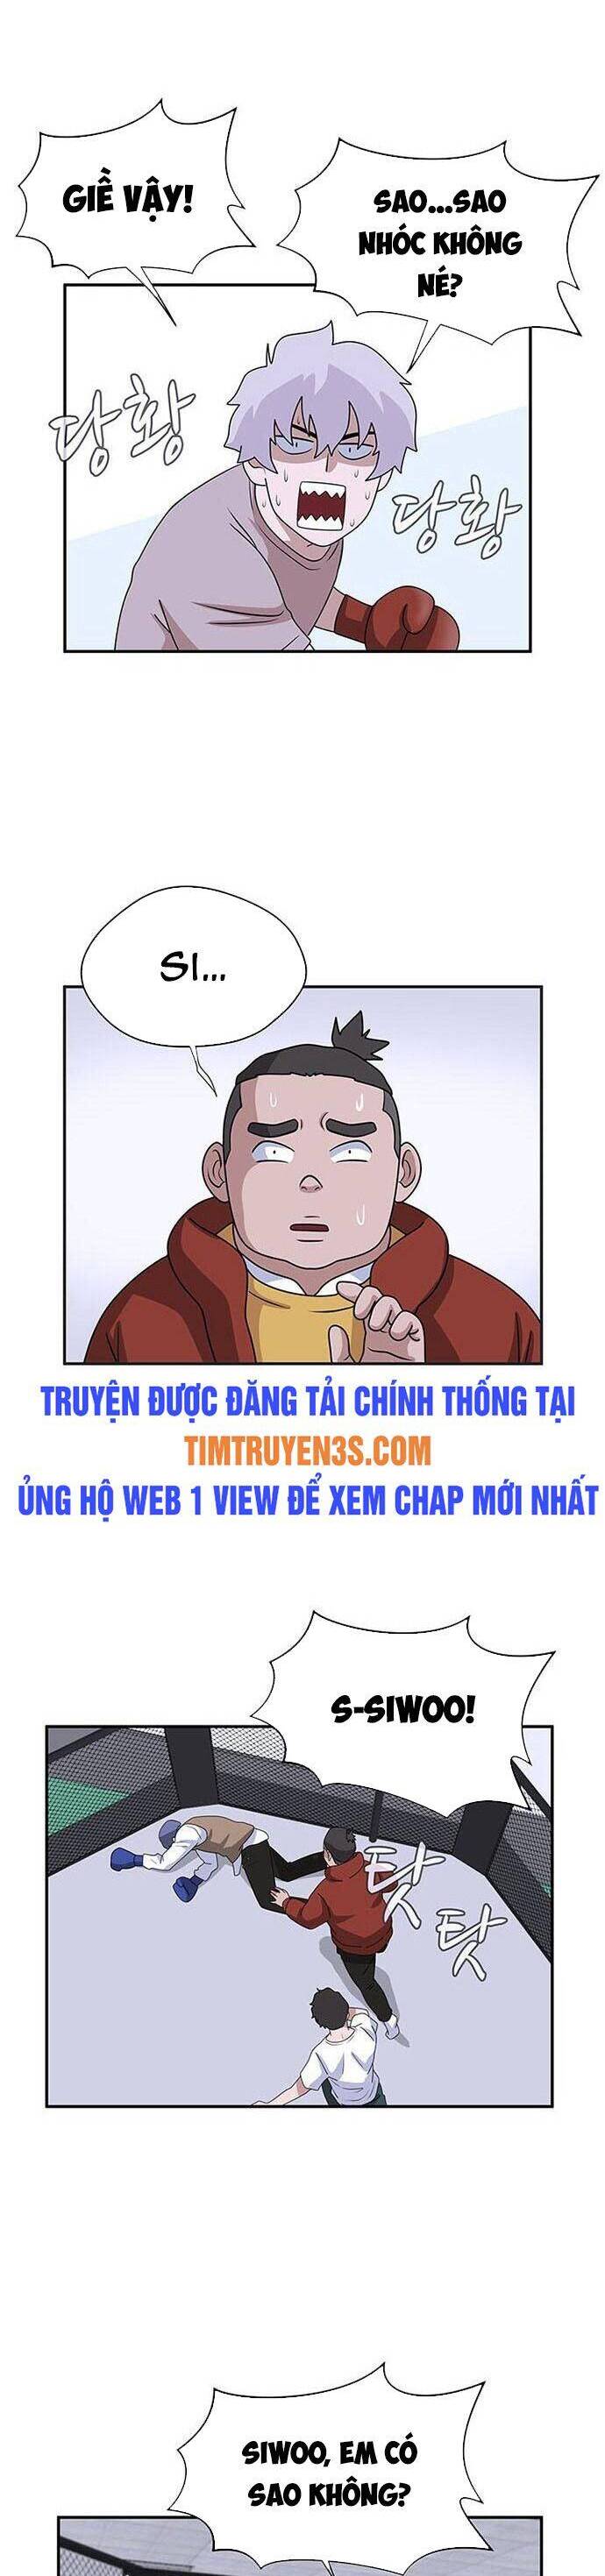 GIỀ VẬY!
SAO...SAO
NHÓC KHÔNG
NÉ?
당황
당황
SI...
TRUYỆN ĐƯỢC ĐĂNG TẢI CHÍNH THỐNG TẠI
TIMTRUYEN3S.COM
ỦNG HỘ WEB 1 VIEW ĐỂ XEM CHAP MỚI NHẤT
S-SIWOO!
탓
탓
SIWOO, EM CÓ
SAO KHÔNG?